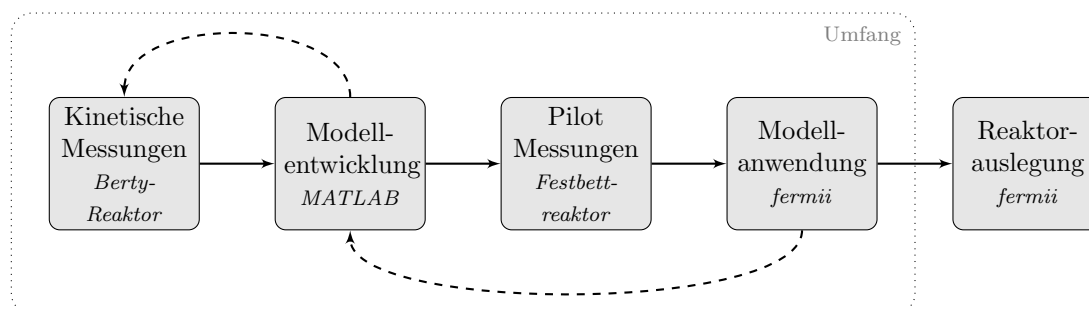 Umfang
Kinetische
Messungen
Berty-
Reaktor
Modell-
entwicklung
MATLAB
Pilot
Messungen
Festbett-
reaktor
Modell-
anwendung
fermii
Reaktor-
auslegung
fermii